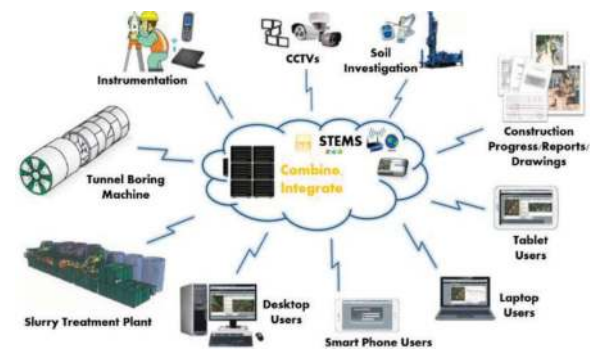 Instrumentation
CCTVs
Soil
Investigation
Construction
Progress/Reports/
Drawings
STEMS
Combine,
Integrate
Tunnel Boring
Machine
Tablet
Users
Slurry Treatment Plant
Desktop
Users
Smart Phone Users
Laptop
Users